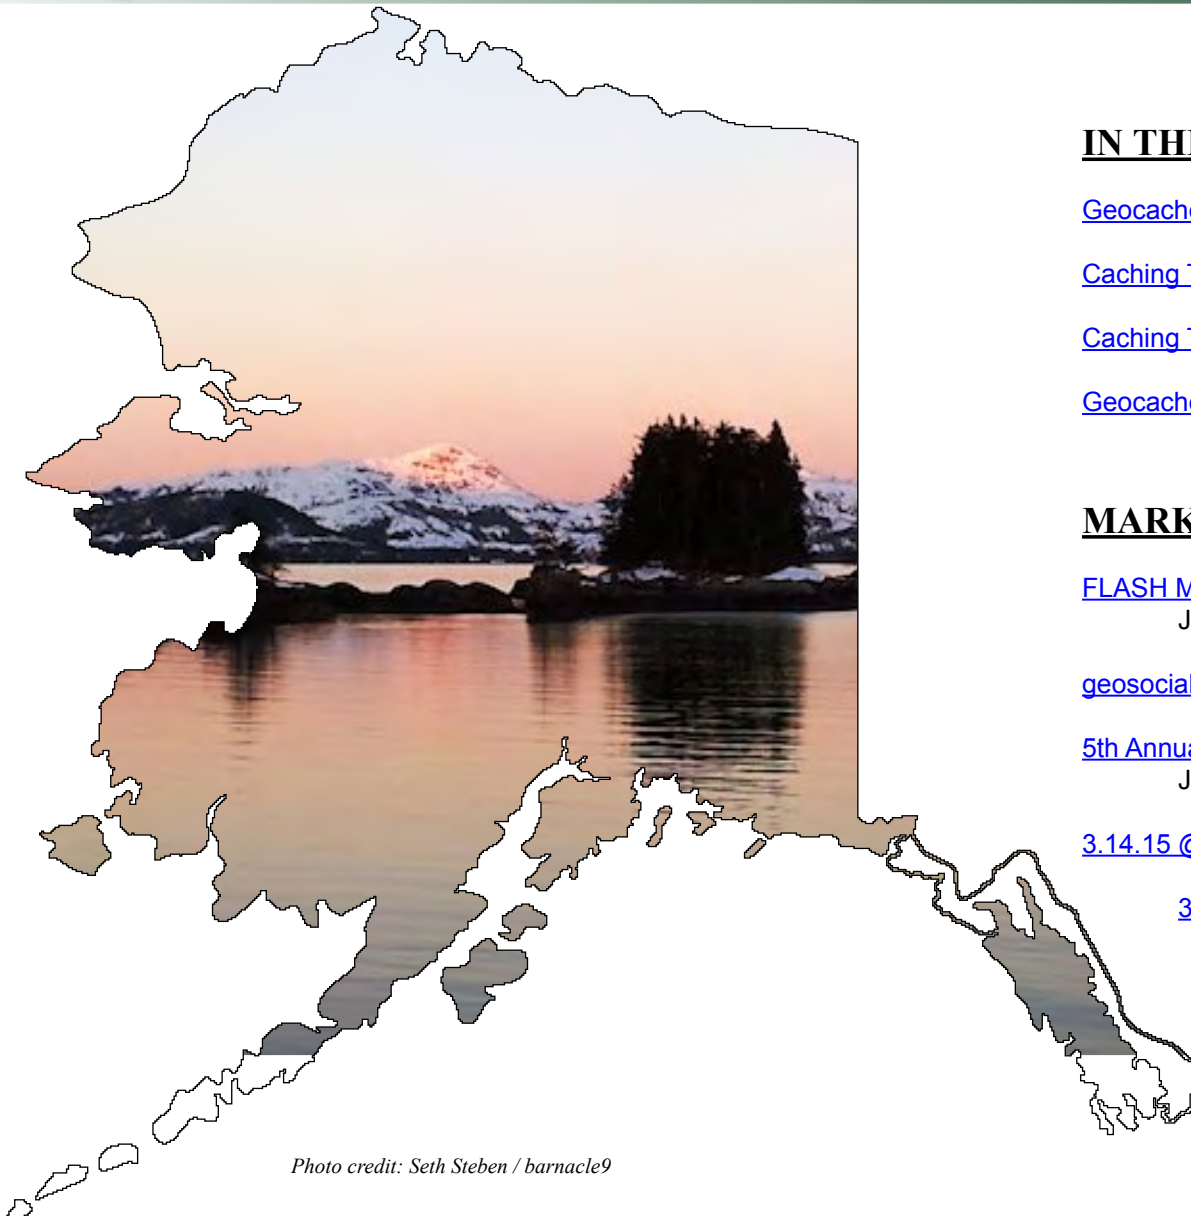 IN TH
Geocach
Caching
Caching
Geocach
MARK
FLASH M
J
geosocial
5th Annua
J
3.14.15 @
3
Photo credit: Seth Steben / barnacle9